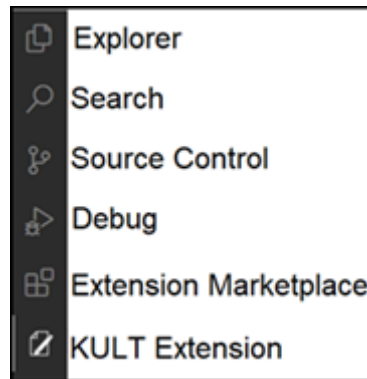 Explorer
Search
Source Control
Debug
Extension Marketplace
KULT Extension